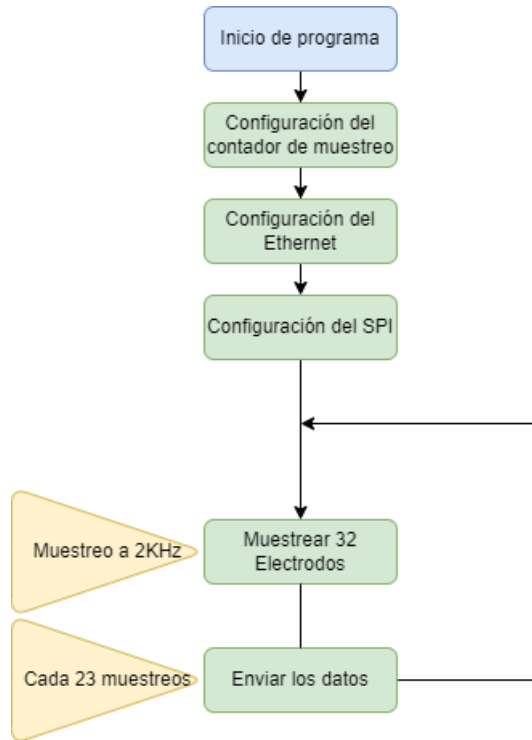 Inicio de programa
Configuración del
contador de muestreo
Configuración del
Ethernet
Configuración del SPI
Muestreo a 2KHz
Muestrear 32
Electrodos
Cada 23 muestreos
Enviar los datos